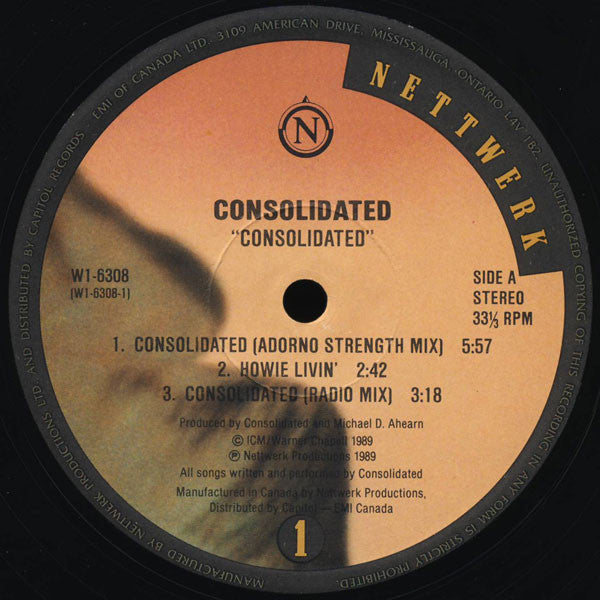 NETTWERK
N
CONSOLIDATED
"CONSOLIDATED"
W1-6308
(W1-6308-1)
SIDE A
STEREO
33⅓ RPM
1. CONSOLIDATED (ADORNO STRENGTH MIX) 5:57
2. HOWIE LIVIN' 2:42
3. CONSOLIDATED (RADIO MIX) 3:18
Produced by Consolidated and Michael D. Ahearn
© ICM/Warner Chapell 1989
℗ Nettwerk Productions 1989
All songs written and performed by Consolidated
Manufactured in Canada by Nettwerk Productions,
Distributed by Capitol — EMI Canada
1
MANUFACTURED BY NETTWERK PRODUCTIONS LTD. AND DISTRIBUTED BY CAPITOL RECORDS - EMI OF CANADA LTD. 3109 AMERICAN DRIVE, MISSISSAUGA, ONTARIO L4V 1B2. UNAUTHORIZED COPYING OF THIS RECORDING IN ANY FORM IS STRICTLY PROHIBITED.